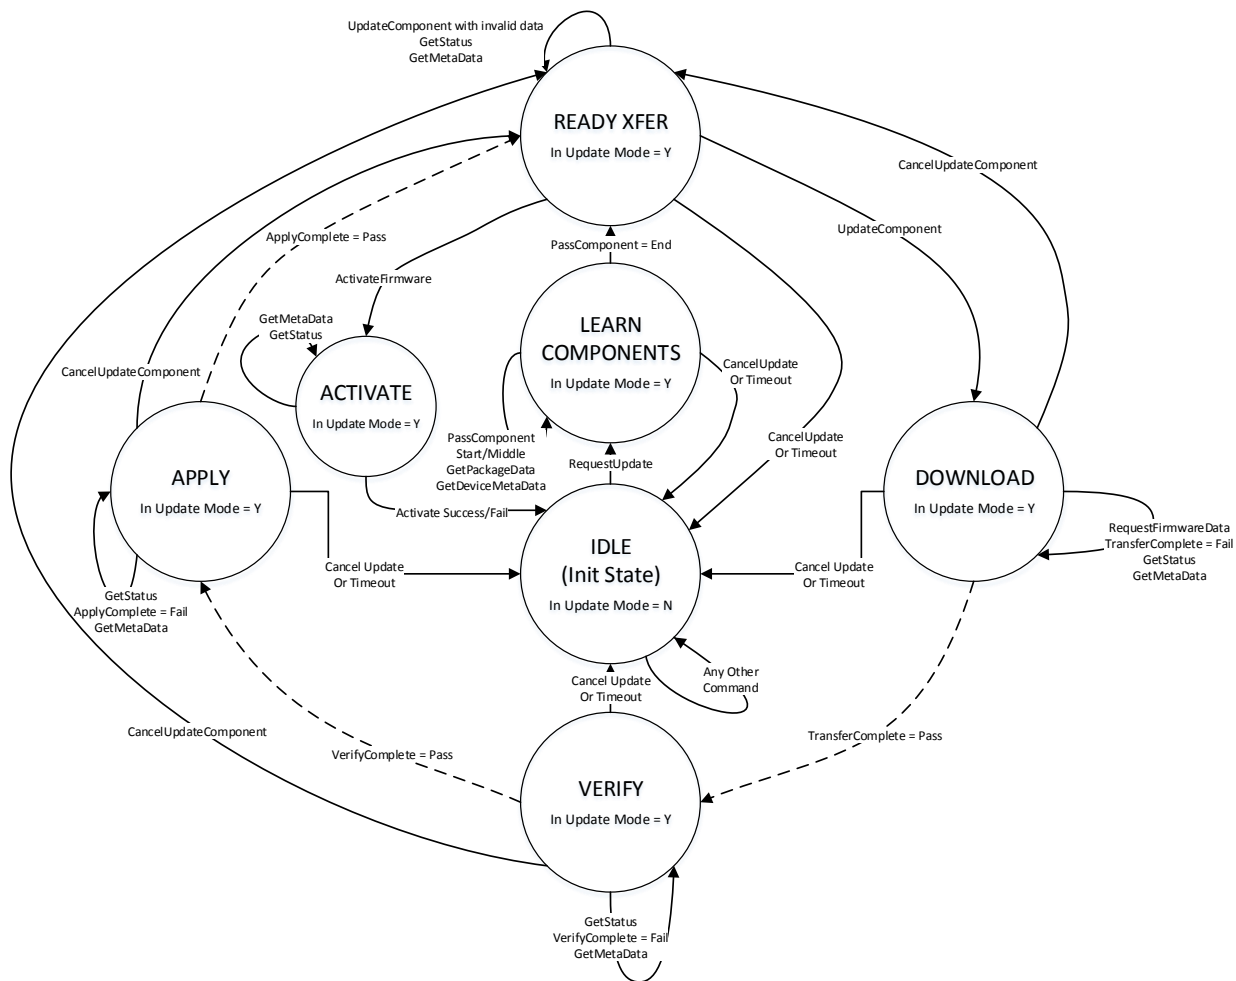 UpdateComponent with invalid data
GetStatus
GetMetaData
READY XFER
In Update Mode = Y
CancelUpdateComponent
UpdateComponent
ApplyComplete = Pass
PassComponent = End
ActivateFirmware
GetMetaData
GetStatus
LEARN
COMPONENTS
In Update Mode = Y
CancelUpdate
Or Timeout
CancelUpdateComponent
ACTIVATE
In Update Mode = Y
PassComponent
Start/Middle
GetPackageData
GetDeviceMetaData
RequestUpdate
CancelUpdate
Or Timeout
APPLY
In Update Mode = Y
DOWNLOAD
In Update Mode = Y
Activate Success/Fail
RequestFirmwareData
TransferComplete = Fail
GetStatus
GetMetaData
IDLE
(Init State)
In Update Mode = N
Cancel Update
Or Timeout
Cancel Update
Or Timeout
GetStatus
ApplyComplete = Fail
GetMetaData
Cancel Update
Or Timeout
Any Other
Command
CancelUpdateComponent
VerifyComplete = Pass
TransferComplete = Pass
VERIFY
In Update Mode = Y
GetStatus
VerifyComplete = Fail
GetMetaData